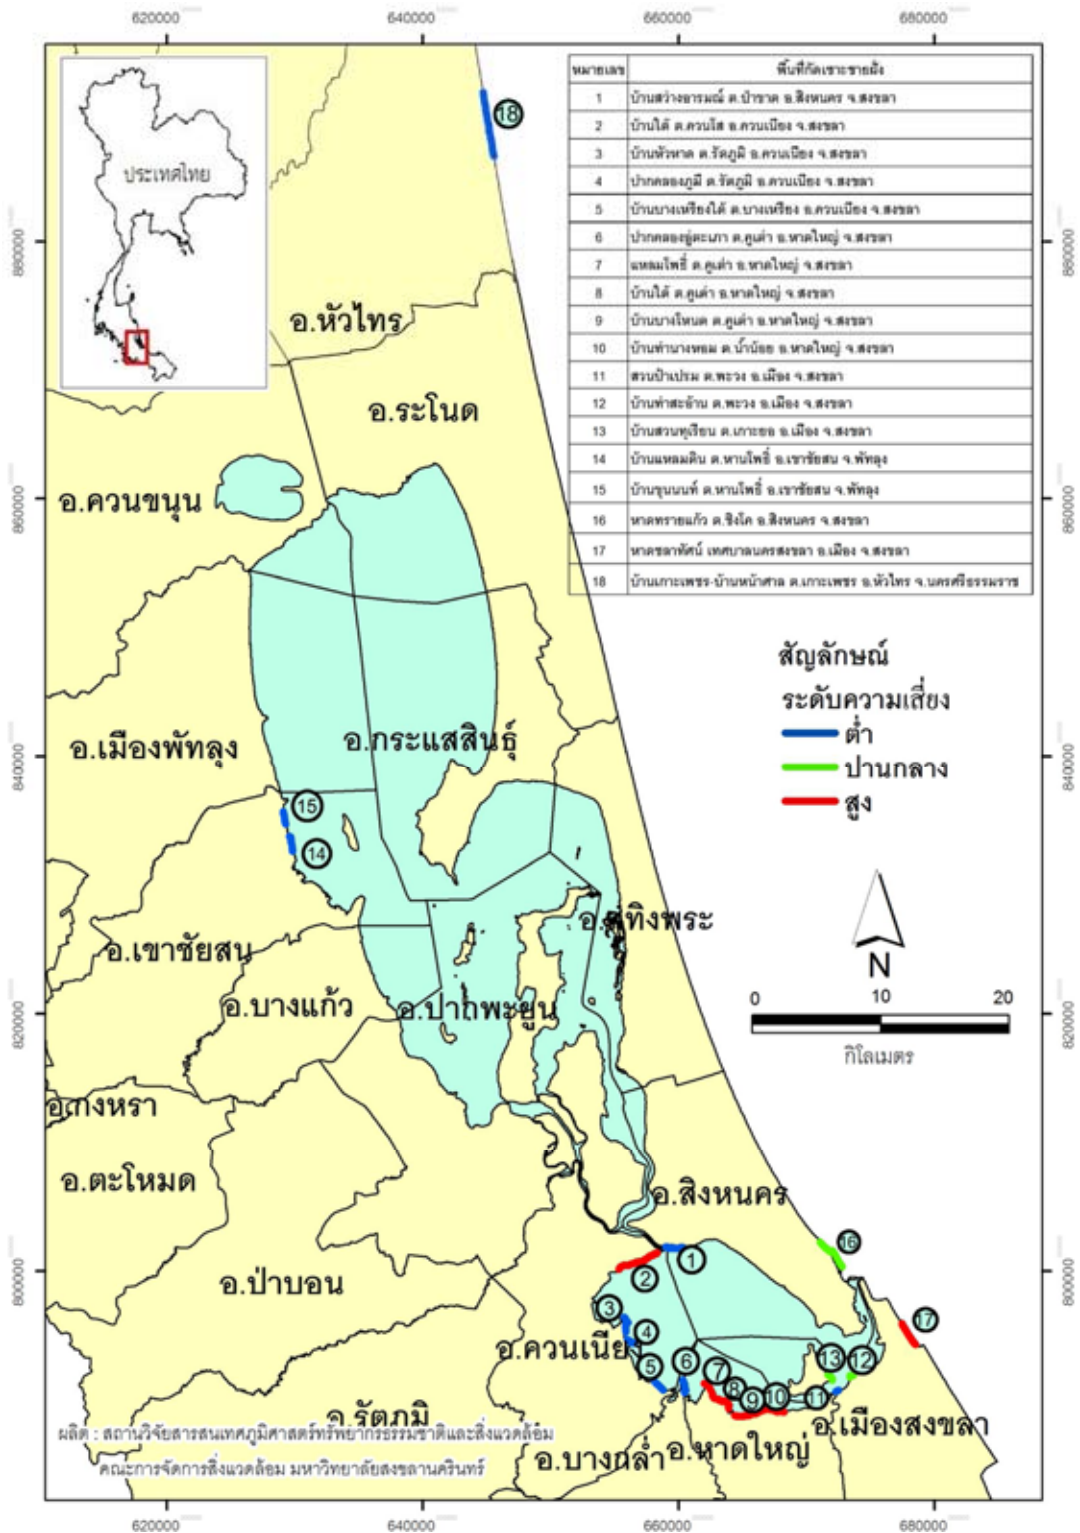 620000 640000 660000 680000
ประเทศไทย
หมายเลข พื้นที่กัดเซาะชายฝั่ง
1 บ้านสว่างอารมณ์ ต.ป่าขาด อ.สิงหนคร จ.สงขลา
2 บ้านใต้ ต.ควนโส อ.ควนเนียง จ.สงขลา
3 บ้านหัวหาด ต.รัตภูมิ อ.ควนเนียง จ.สงขลา
4 ปากคลองภูมี ต.รัตภูมิ อ.ควนเนียง จ.สงขลา
5 บ้านบางเหรียงใต้ ต.บางเหรียง อ.ควนเนียง จ.สงขลา
6 ปากคลองอู่ตะเภา ต.คูเต่า อ.หาดใหญ่ จ.สงขลา
7 แหลมโพธิ์ ต.คูเต่า อ.หาดใหญ่ จ.สงขลา
8 บ้านใต้ ต.คูเต่า อ.หาดใหญ่ จ.สงขลา
9 บ้านบางโหนด ต.คูเต่า อ.หาดใหญ่ จ.สงขลา
10 บ้านท่านางหอม ต.น้ำน้อย อ.หาดใหญ่ จ.สงขลา
11 สวนป่าเปรม ต.พะวง อ.เมือง จ.สงขลา
12 บ้านท่าสะอ้าน ต.พะวง อ.เมือง จ.สงขลา
13 บ้านสวนทุเรียน ต.เกาะยอ อ.เมือง จ.สงขลา
14 บ้านแหลมดิน ต.หานโพธิ์ อ.เขาชัยสน จ.พัทลุง
15 บ้านขุนนนท์ ต.หานโพธิ์ อ.เขาชัยสน จ.พัทลุง
16 หาดทรายแก้ว ต.ชิงโค อ.สิงหนคร จ.สงขลา
17 หาดชลาทัศน์ เทศบาลนครสงขลา อ.เมือง จ.สงขลา
18 บ้านเกาะเพชร-บ้านหน้าศาล ต.เกาะเพชร อ.หัวไทร จ.นครศรีธรรมราช
18
880000 880000
อ.หัวไทร
อ.ระโนด
860000 860000
อ.ควนขนุน
สัญลักษณ์
ระดับความเสี่ยง
ต่ำ
ปานกลาง
สูง
อ.เมืองพัทลุง
อ.กระแสสินธุ์
840000 840000
15
14
อ.สทิงพระ
อ.เขาชัยสน
N
อ.บางแก้ว
อ.ปากพะยูน
0 10 20
กิโลเมตร
820000 820000
อ.กงหรา
อ.ตะโหมด
อ.สิงหนคร
16
1
800000 800000
อ.ป่าบอน
2
3
17
4
อ.ควนเนีย
5 6 7 13 12
8 9 10 11
อ.รัตภูมิ
อ.เมืองสงขลา
อ.บางกล่ำ อ.หาดใหญ่
ผลิต : สถานวิจัยสารสนเทศภูมิศาสตร์ทรัพยากรธรรมชาติและสิ่งแวดล้อม
คณะการจัดการสิ่งแวดล้อม มหาวิทยาลัยสงขลานครินทร์
620000 640000 660000 680000